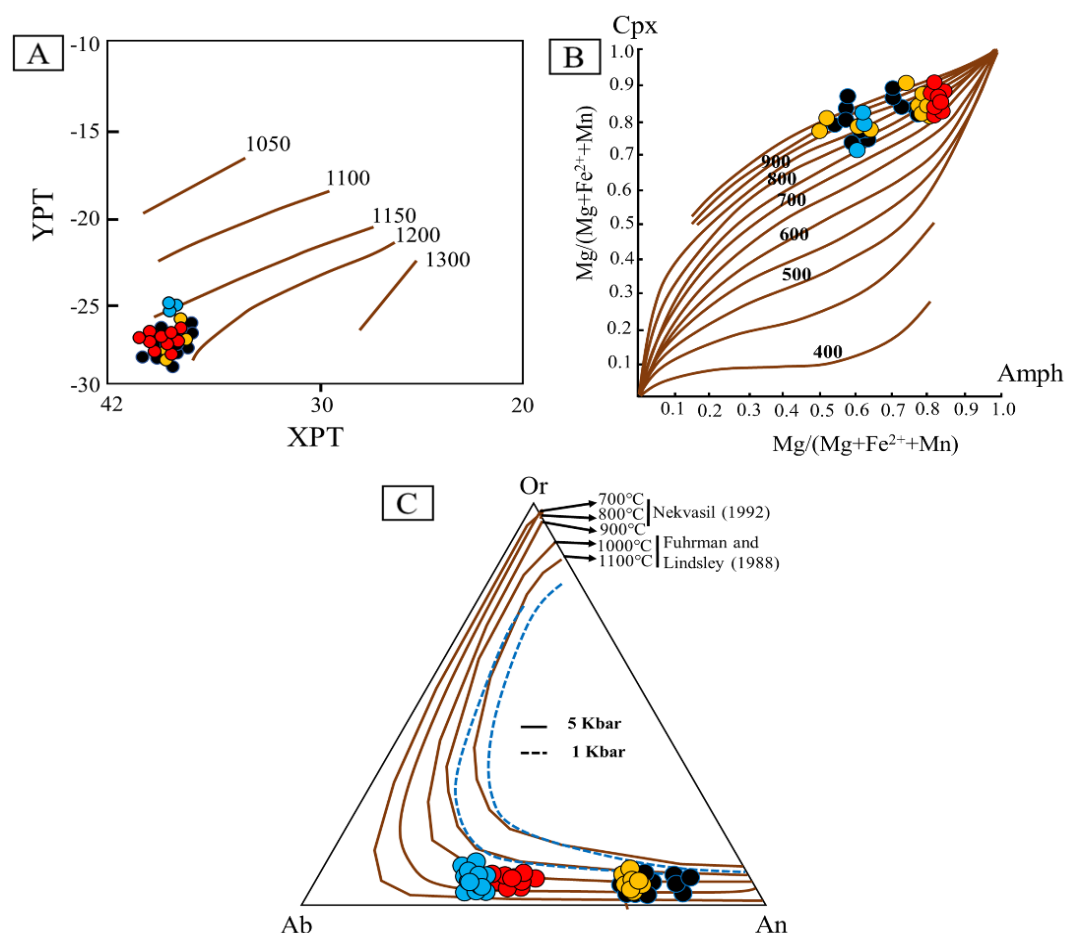 A
-10
-15
-20
-25
-30
YPT
1050
1100
1150
1200
1300
42
30
20
XPT
B
Cpx
1.0
0.9
0.8
0.7
0.6
0.5
0.4
0.3
0.2
0.1
Mg/(Mg+Fe²⁺+Mn)
900
800
700
600
500
400
Amph
0.1 0.2 0.3 0.4 0.5 0.6 0.7 0.8 0.9 1.0
Mg/(Mg+Fe²⁺+Mn)
C
Or
700°C
800°C
900°C
Nekvasil (1992)
1000°C
1100°C
Fuhrman and
Lindsley (1988)
5 Kbar
1 Kbar
Ab
An